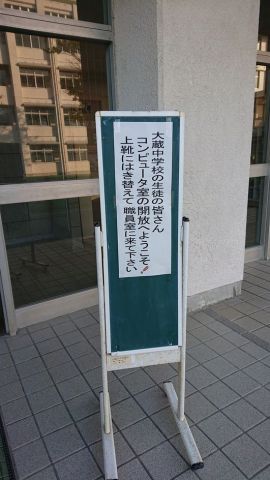 大蔵中学校の生徒の皆さん
コンピュータ室の開放へようこそ！
上靴にはき替えて職員室に来て下さい